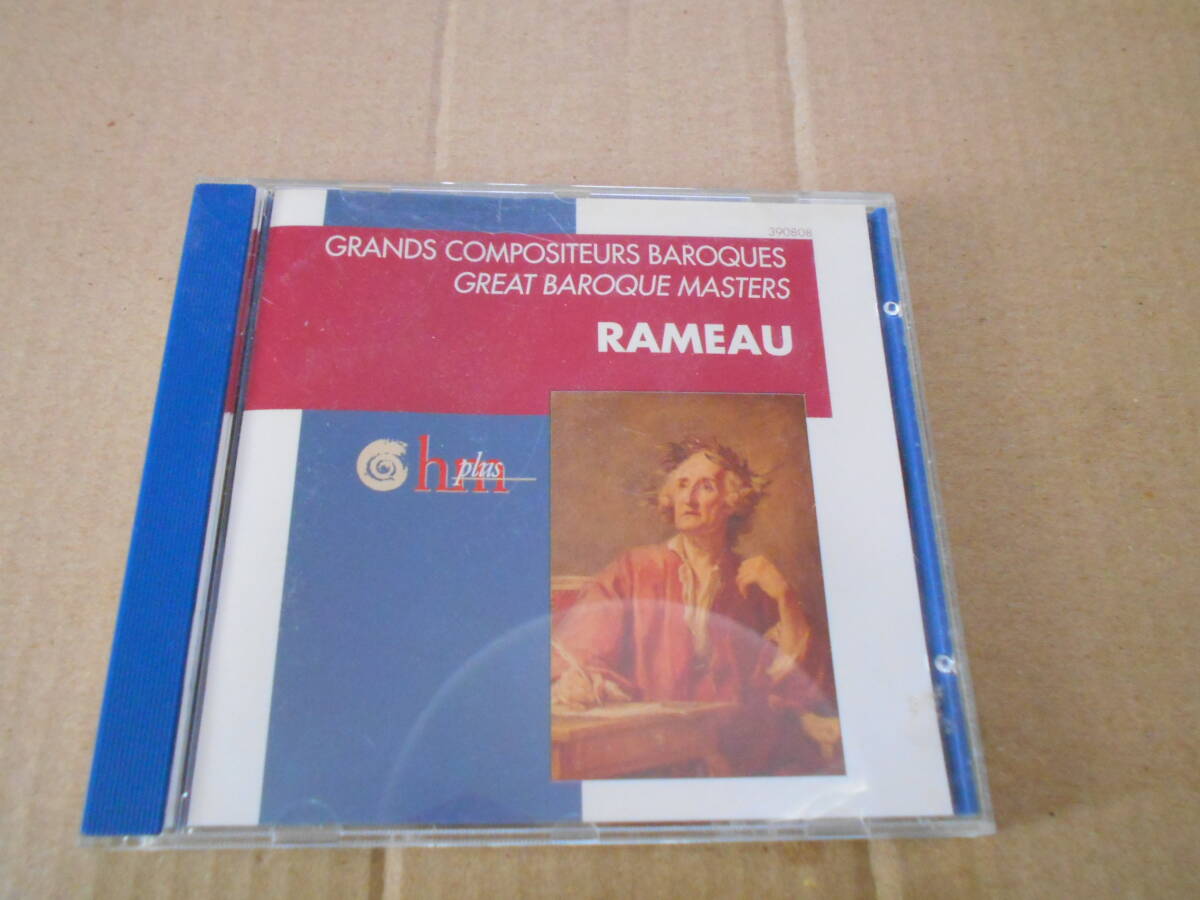 390808
GRANDS COMPOSITEURS BAROQUES
GREAT BAROQUE MASTERS
RAMEAU
hm plus